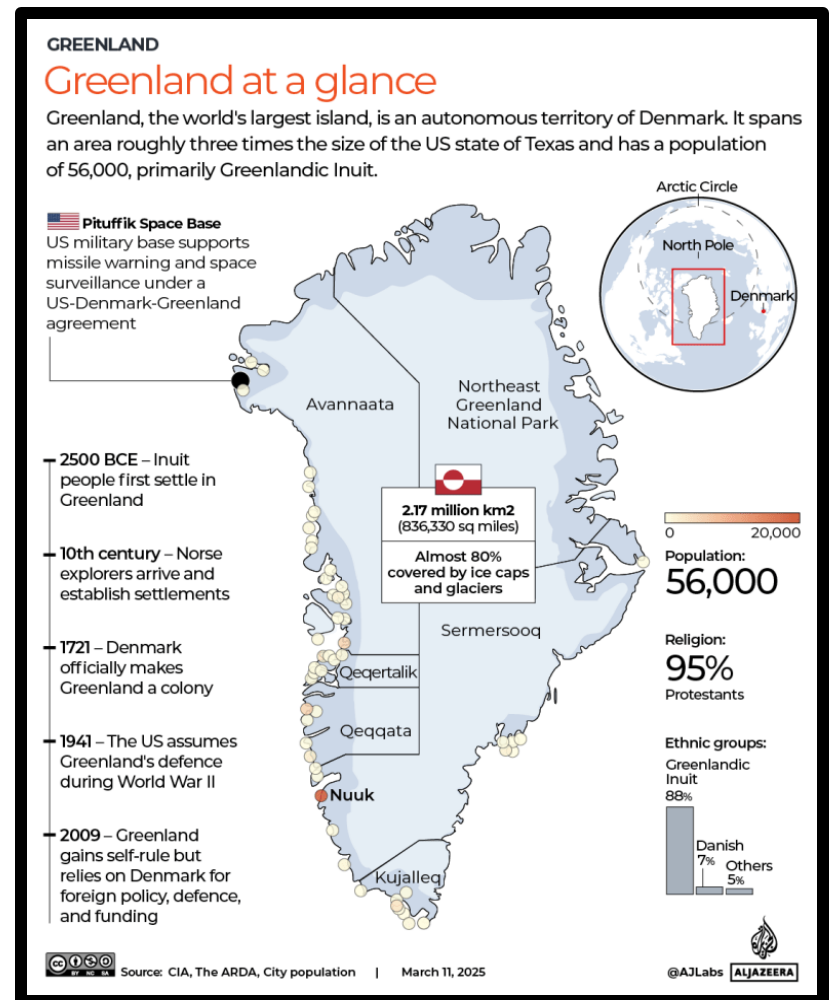 GREENLAND
Greenland at a glance
Greenland, the world's largest island, is an autonomous territory of Denmark. It spans
an area roughly three times the size of the US state of Texas and has a population
of 56,000, primarily Greenlandic Inuit.
Pituffik Space Base
US military base supports
missile warning and space
surveillance under a
US-Denmark-Greenland
agreement
Arctic Circle
North Pole
Denmark
Avannaata
Northeast
Greenland
National Park
2500 BCE – Inuit
people first settle in
Greenland
10th century – Norse
explorers arrive and
establish settlements
1721 – Denmark
officially makes
Greenland a colony
1941 – The US assumes
Greenland's defence
during World War II
2009 – Greenland
gains self-rule but
relies on Denmark for
foreign policy, defence,
and funding
2.17 million km2
(836,330 sq miles)
Almost 80%
covered by ice caps
and glaciers
Sermersooq
Qeqertalik
Qeqqata
Nuuk
Kujalleq
0 20,000
Population:
56,000
Religion:
95%
Protestants
Ethnic groups:
Greenlandic
Inuit
88%
Danish
7%
Others
5%
cc BY NC SA
Source: CIA, The ARDA, City population | March 11, 2025
@AJLabs ALJAZEERA